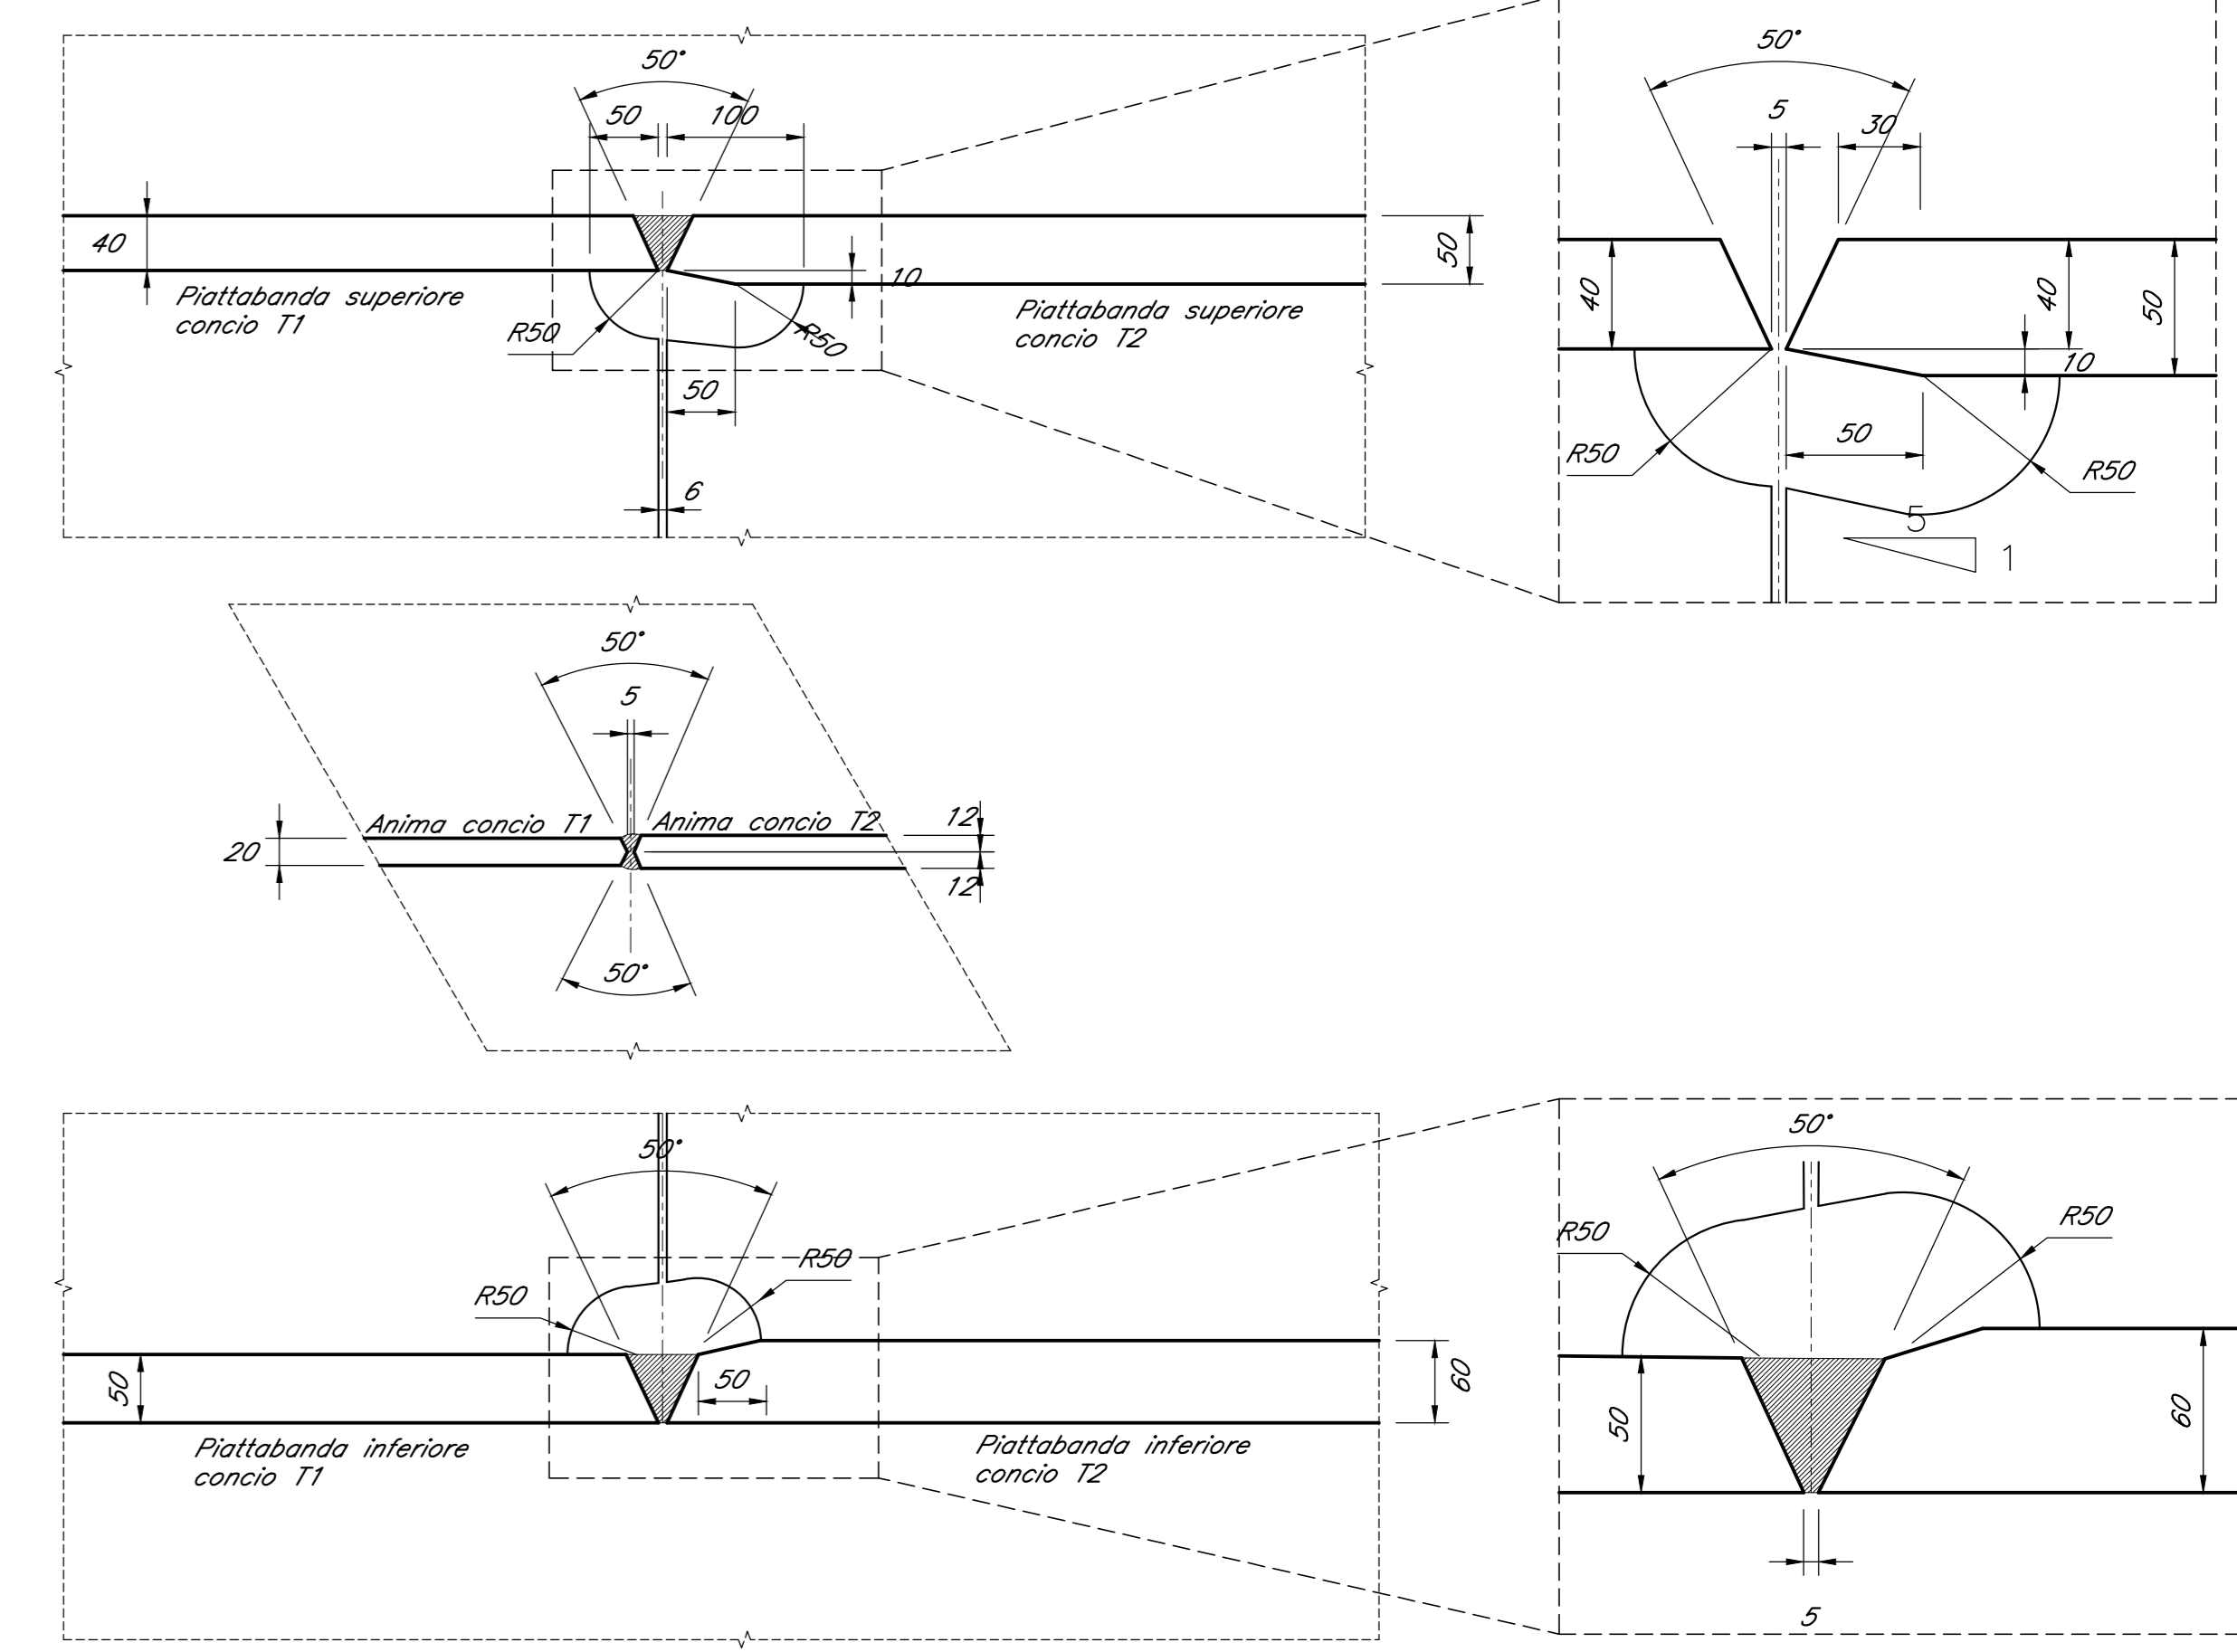 50°
50
100
40
10
50
Piattabanda superiore
concio T1
Piattabanda superiore
concio T2
R50
R50
50
6
50°
5
30
40
40
50
10
R50
50
R50
5
1
50°
5
Anima concio T1
Anima concio T2
12
20
12
50°
50°
R50
R50
50
50
60
Piattabanda inferiore
concio T1
Piattabanda inferiore
concio T2
50°
R50
R50
50
60
5